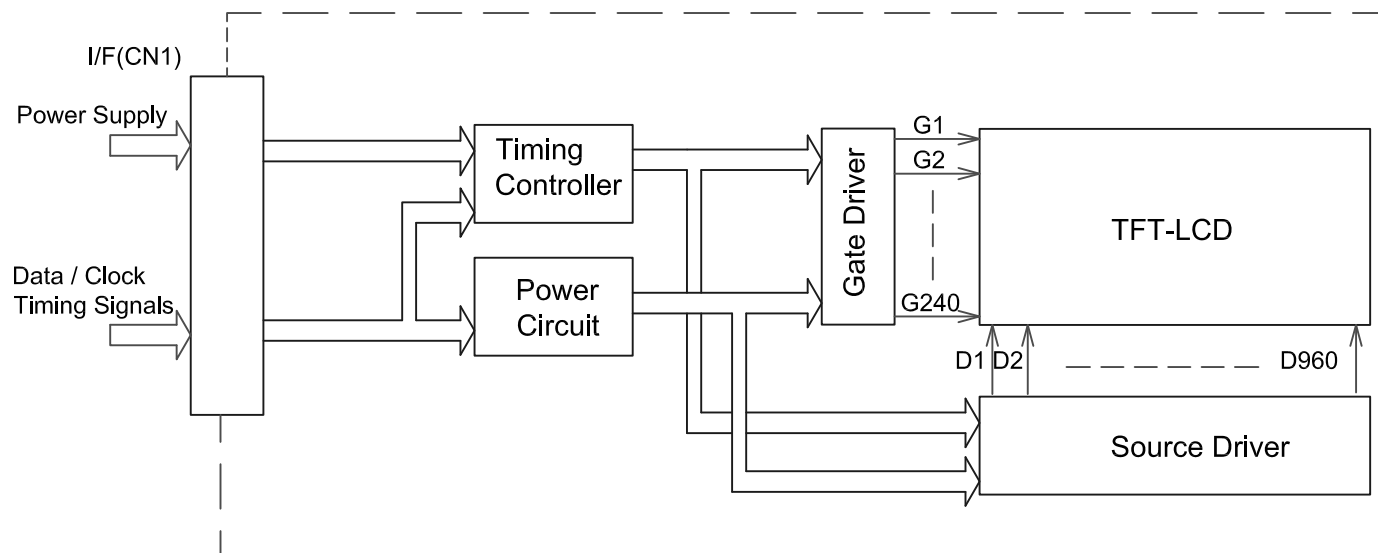 I/F(CN1)
Power Supply
Data / Clock
Timing Signals
Timing
Controller
Power
Circuit
Gate Driver
G1
G2
G240
TFT-LCD
D1 D2
D960
Source Driver